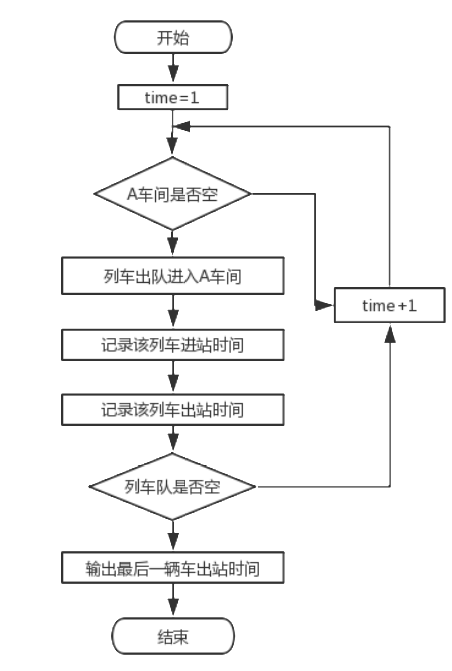 开始
time=1
A车间是否空
列车出队进入A车间
time+1
记录该列车进站时间
记录该列车出站时间
列车队是否空
输出最后一辆车出站时间
结束